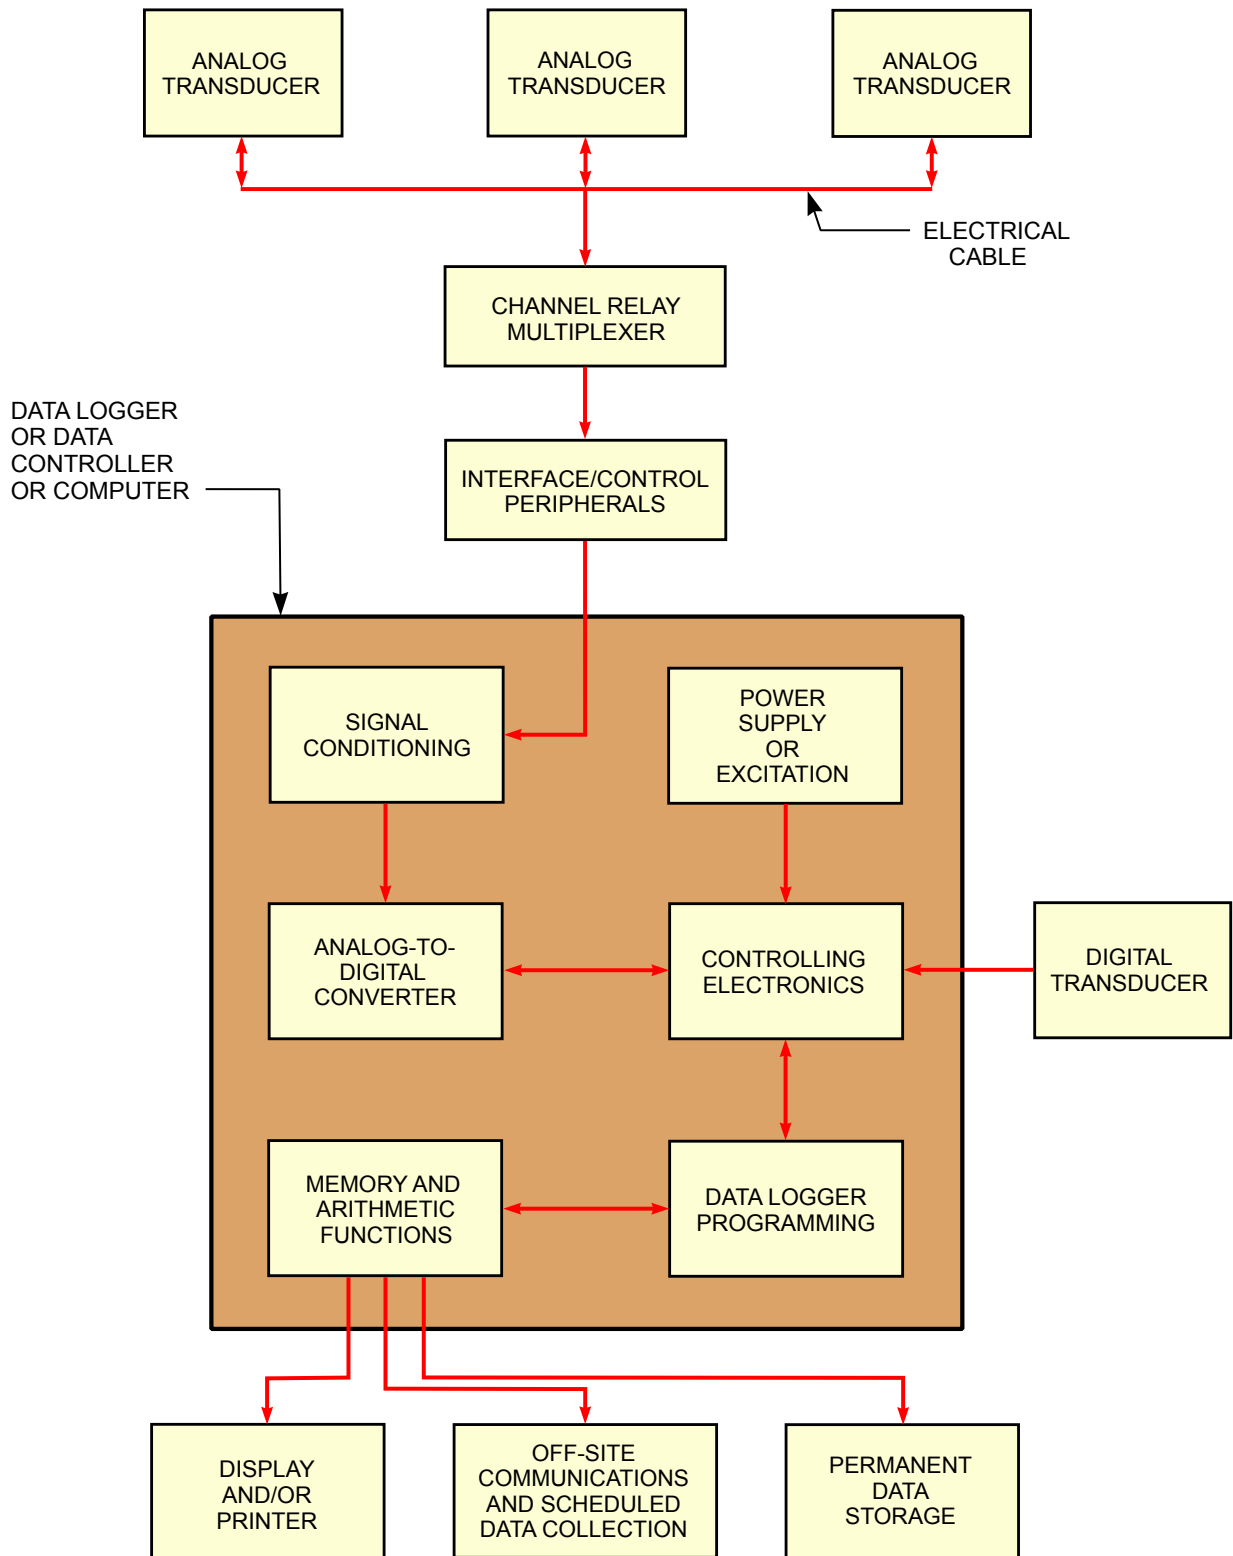 ANALOG
TRANSDUCER
ANALOG
TRANSDUCER
ANALOG
TRANSDUCER
ELECTRICAL
CABLE
CHANNEL RELAY
MULTIPLEXER
DATA LOGGER
OR DATA
CONTROLLER
OR COMPUTER
INTERFACE/CONTROL
PERIPHERALS
SIGNAL
CONDITIONING
POWER
SUPPLY
OR
EXCITATION
ANALOG-TO-
DIGITAL
CONVERTER
CONTROLLING
ELECTRONICS
DIGITAL
TRANSDUCER
MEMORY AND
ARITHMETIC
FUNCTIONS
DATA LOGGER
PROGRAMMING
DISPLAY
AND/OR
PRINTER
OFF-SITE
COMMUNICATIONS
AND SCHEDULED
DATA COLLECTION
PERMANENT
DATA
STORAGE